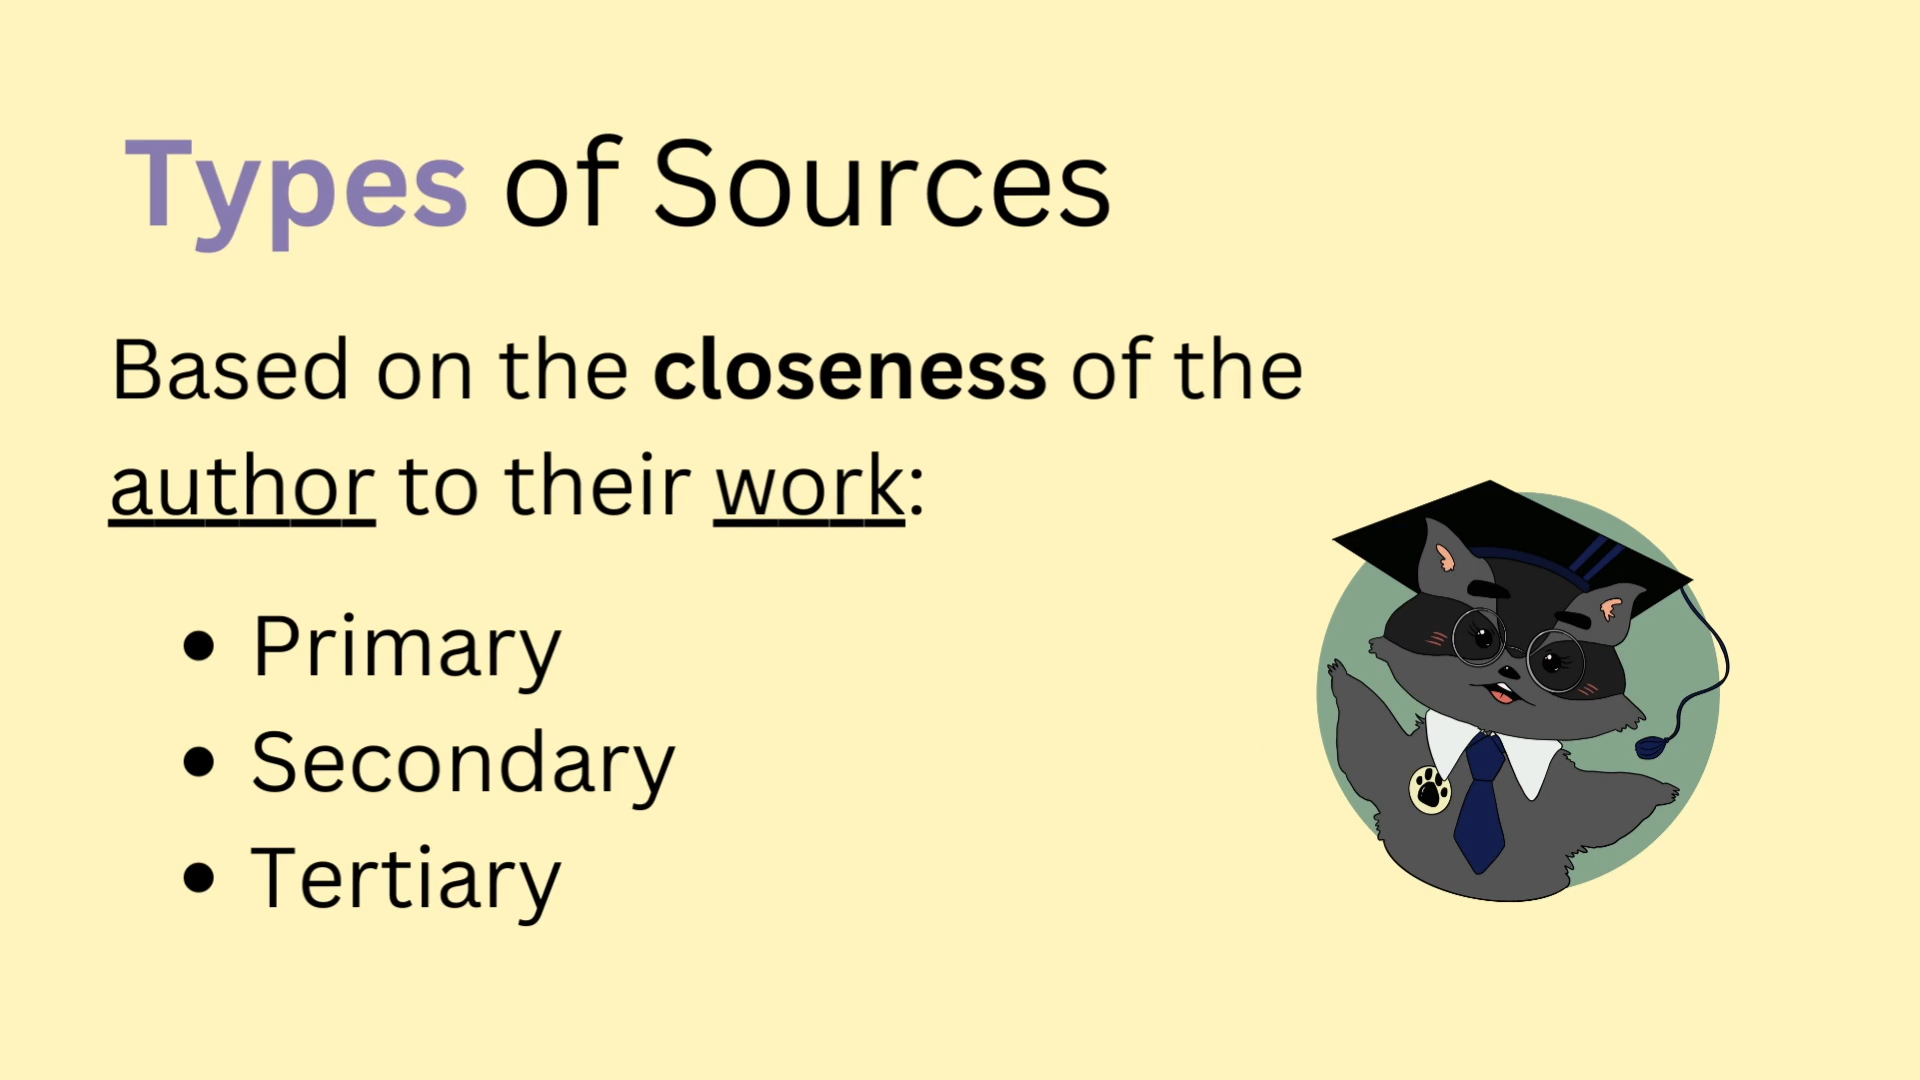 Types of Sources
Based on the closeness of the
author to their work:
• Primary
• Secondary
• Tertiary